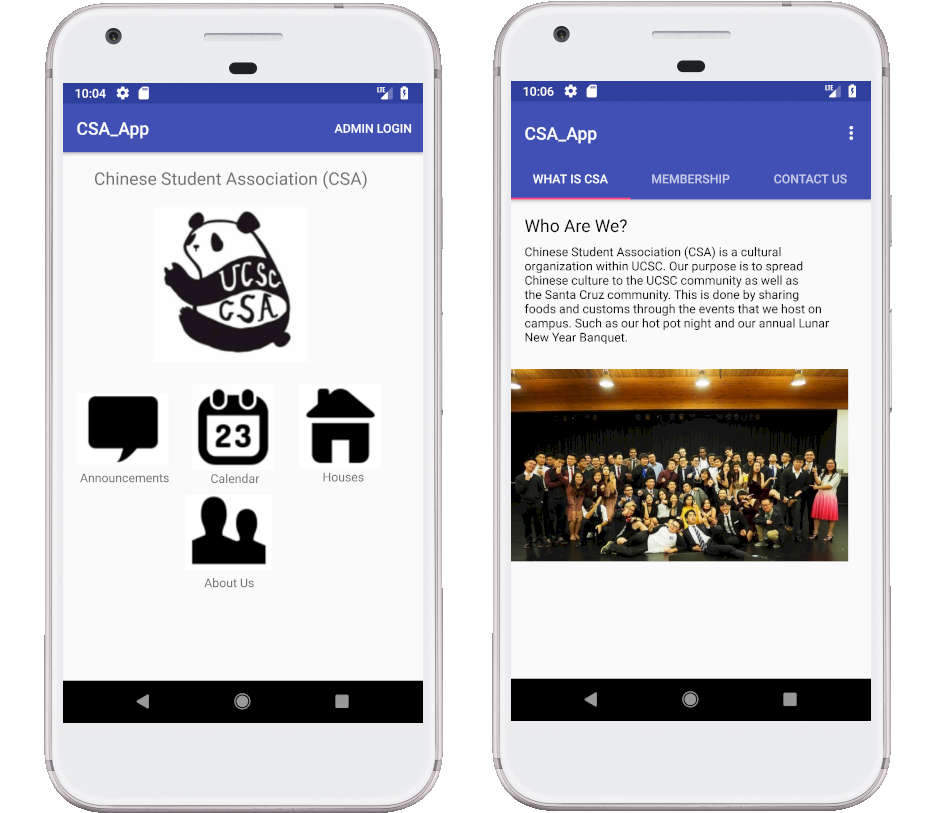 10:04
CSA_App
ADMIN LOGIN
Chinese Student Association (CSA)
UCSC
CSA
23
Announcements
Calendar
Houses
About Us
10:06
CSA_App
WHAT IS CSA
MEMBERSHIP
CONTACT US
Who Are We?
Chinese Student Association (CSA) is a cultural
organization within UCSC. Our purpose is to spread
Chinese culture to the UCSC community as well as
the Santa Cruz community. This is done by sharing
foods and customs through the events that we host on
campus. Such as our hot pot night and our annual Lunar
New Year Banquet.
LTE
LTE